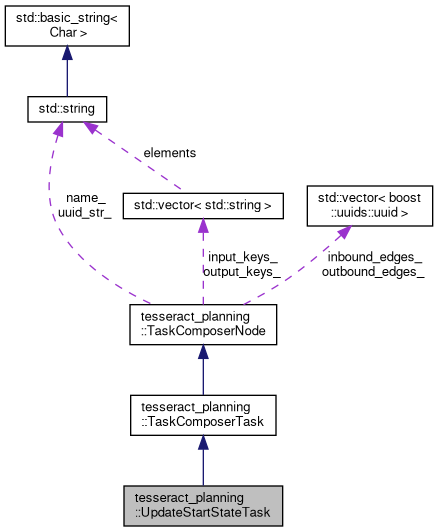 std::basic_string<
Char >
std::string
elements
name_
uuid_str_
std::vector< std::string >
std::vector< boost
::uuids::uuid >
input_keys_
output_keys_
inbound_edges_
outbound_edges_
tesseract_planning
::TaskComposerNode
tesseract_planning
::TaskComposerTask
tesseract_planning
::UpdateStartStateTask